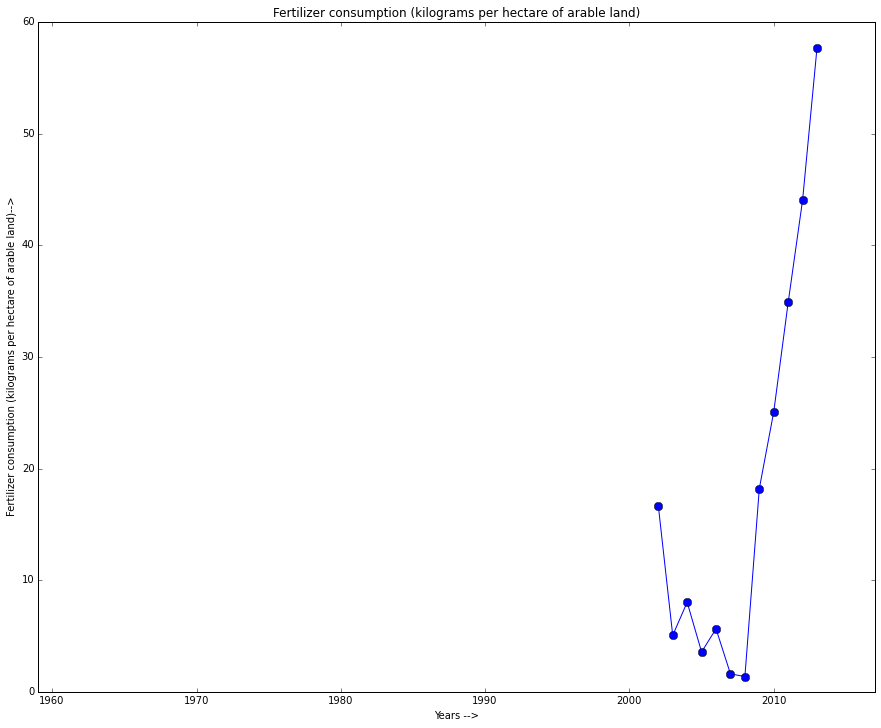 Fertilizer consumption (kilograms per hectare of arable land)
Fertilizer consumption (kilograms per hectare of arable land)-->
60
50
40
30
20
10
0
1960 1970 1980 1990 2000 2010
Years -->